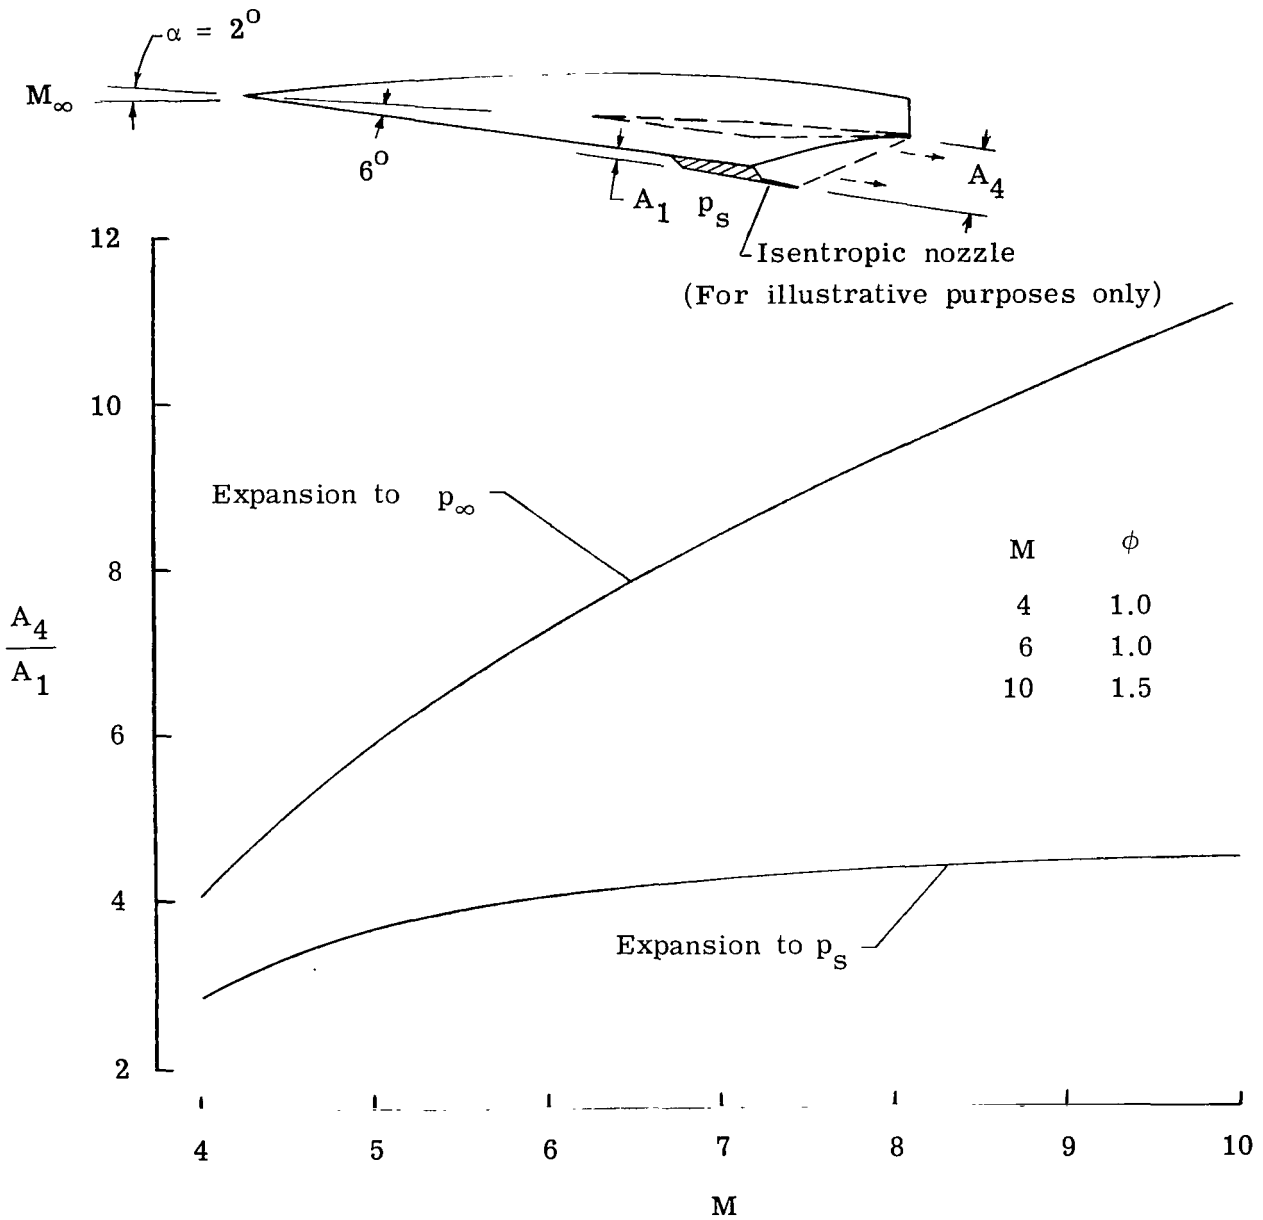 α = 2°
M∞
6°
A₁ pₛ
A₄
Isentropic nozzle
(For illustrative purposes only)
12
10
8
6
4
2
A₄
A₁
Expansion to p∞
M ϕ
4 1.0
6 1.0
10 1.5
Expansion to pₛ
4 5 6 7 8 9 10
M